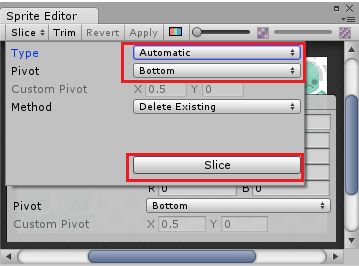 Sprite Editor
Slice Trim Revert Apply
Type Automatic
Pivot Bottom
Custom Pivot X 0.5 Y 0
Method Delete Existing
Slice
R 0 B 0
Pivot Bottom
Custom Pivot X 0.5 Y 0